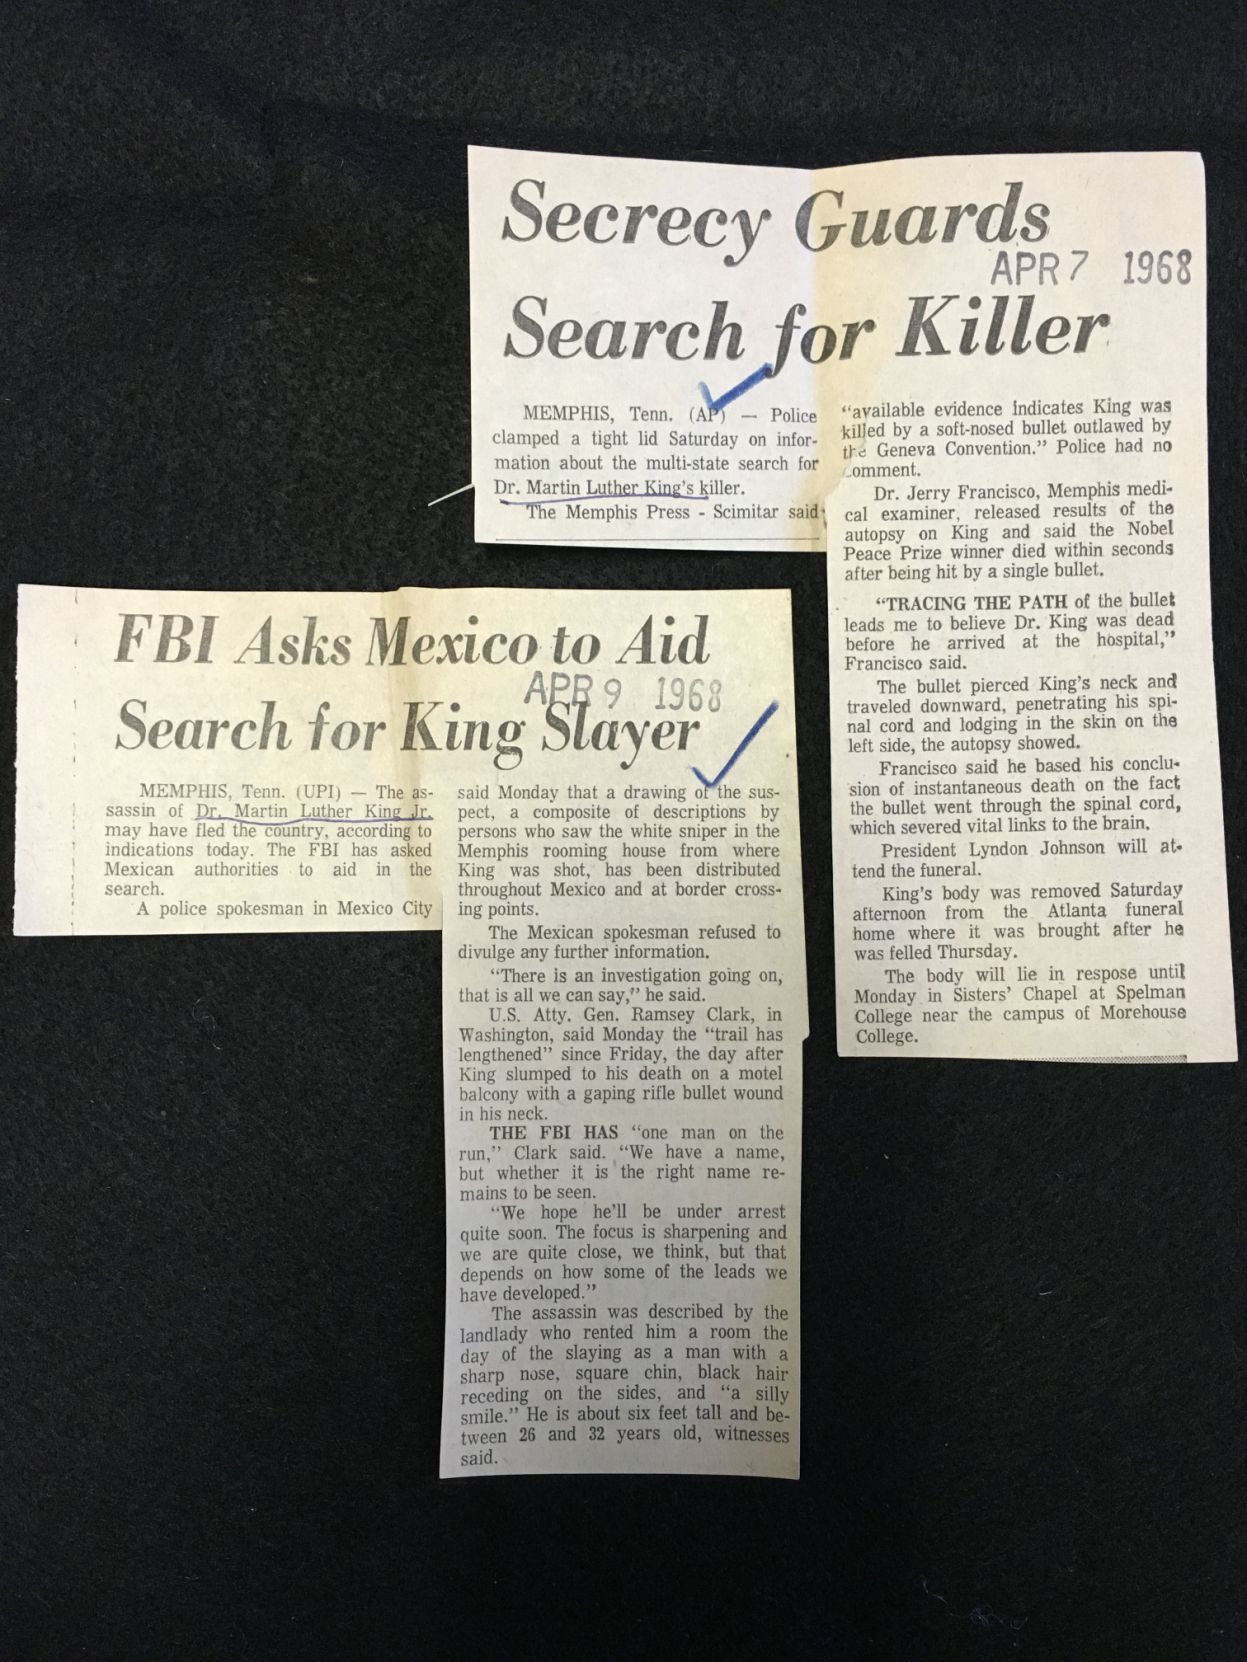 Secrecy Guards
APR 7 1968
Search for Killer
MEMPHIS, Tenn. (AP) — Police
clamped a tight lid Saturday on infor-
mation about the multi-state search for
Dr. Martin Luther King's killer.
The Memphis Press - Scimitar said
"available evidence indicates King was
killed by a soft-nosed bullet outlawed by
the Geneva Convention." Police had no
comment.
Dr. Jerry Francisco, Memphis medi-
cal examiner, released results of the
autopsy on King and said the Nobel
Peace Prize winner died within seconds
after being hit by a single bullet.
"TRACING THE PATH of the bullet
leads me to believe Dr. King was dead
before he arrived at the hospital,"
Francisco said.
The bullet pierced King's neck and
traveled downward, penetrating his spi-
nal cord and lodging in the skin on the
left side, the autopsy showed.
Francisco said he based his conclu-
sion of instantaneous death on the fact
the bullet went through the spinal cord,
which severed vital links to the brain.
President Lyndon Johnson will at-
tend the funeral.
King's body was removed Saturday
afternoon from the Atlanta funeral
home where it was brought after he
was felled Thursday.
The body will lie in respose until
Monday in Sisters' Chapel at Spelman
College near the campus of Morehouse
College.
FBI Asks Mexico to Aid
APR 9 1968
Search for King Slayer
MEMPHIS, Tenn. (UPI) — The as-
sassin of Dr. Martin Luther King Jr.
may have fled the country, according to
indications today. The FBI has asked
Mexican authorities to aid in the
search.
A police spokesman in Mexico City
said Monday that a drawing of the sus-
pect, a composite of descriptions by
persons who saw the white sniper in the
Memphis rooming house from where
King was shot, has been distributed
throughout Mexico and at border cross-
ing points.
The Mexican spokesman refused to
divulge any further information.
"There is an investigation going on,
that is all we can say," he said.
U.S. Atty. Gen. Ramsey Clark, in
Washington, said Monday the "trail has
lengthened" since Friday, the day after
King slumped to his death on a motel
balcony with a gaping rifle bullet wound
in his neck.
THE FBI HAS "one man on the
run," Clark said. "We have a name,
but whether it is the right name re-
mains to be seen.
"We hope he'll be under arrest
quite soon. The focus is sharpening and
we are quite close, we think, but that
depends on how some of the leads we
have developed."
The assassin was described by the
landlady who rented him a room the
day of the slaying as a man with a
sharp nose, square chin, black hair
receding on the sides, and "a silly
smile." He is about six feet tall and be-
tween 26 and 32 years old, witnesses
said.